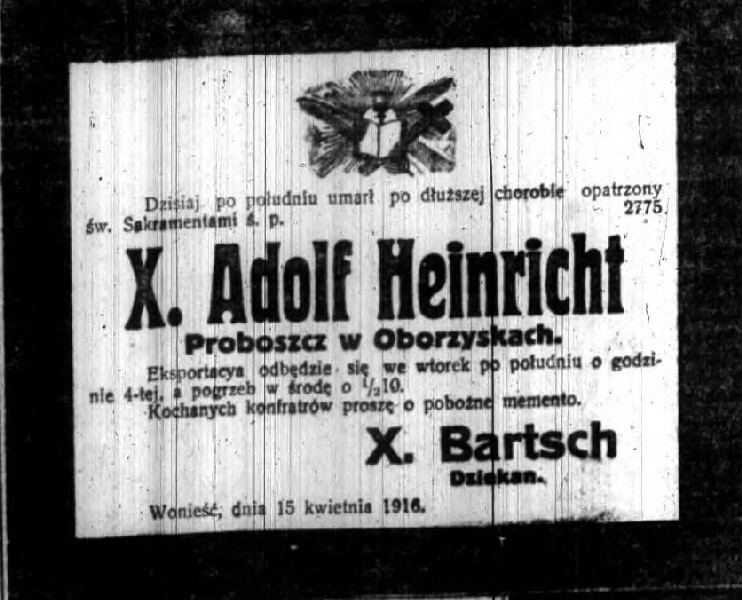 Dzisiaj po południu umarł po dłuższej chorobie opatrzony
św. Sakramentami ś. p. 2775
X. Adolf Heinricht
Proboszcz w Oborzyskach.
Eksportacya odbędzie się we wtorek po południu o godzi-
nie 4-tej, a pogrzeb w środę o 1/2 10.
Kochanych konfratrów proszę o pobożne memento.
X. Bartsch
Dziekan.
Wonieść, dnia 15 kwietnia 1916.